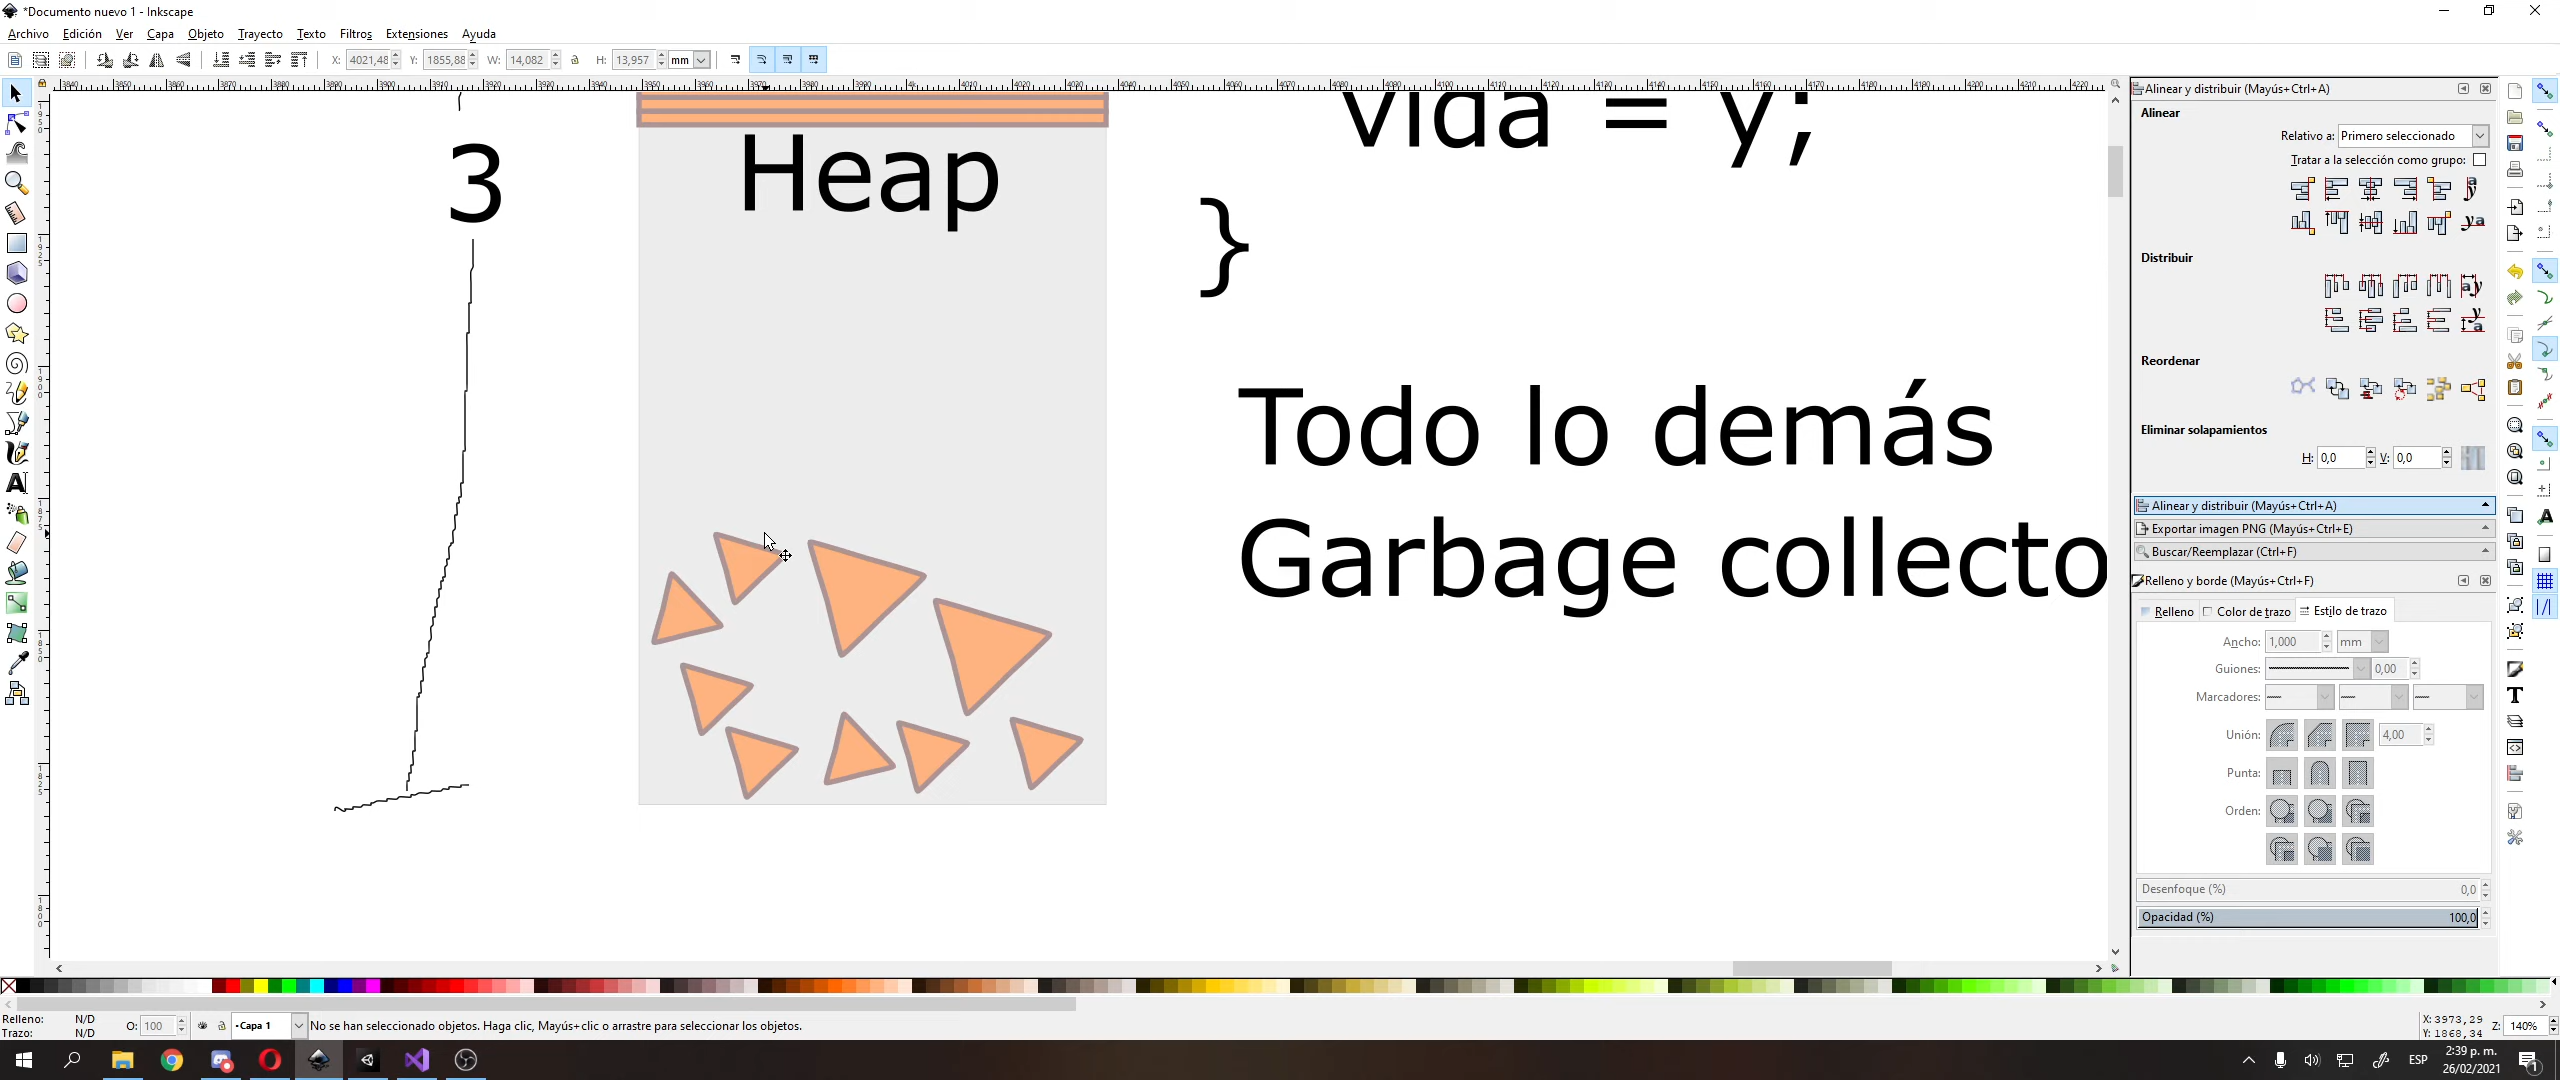 *Documento nuevo 1 - Inkscape
Archivo Edición Ver Capa Objeto Trayecto Texto Filtros Extensiones Ayuda
X: 4021,48 Y: 1855,88 W: 14,082 H: 13,957 mm
vida = y;
3
Heap
}
Todo lo demás
Garbage collecto
Alinear y distribuir (Mayús+Ctrl+A)
Alinear
Relativo a: Primero seleccionado
Tratar a la selección como grupo:
Distribuir
Reordenar
Eliminar solapamientos
H: 0,0 V: 0,0
Alinear y distribuir (Mayús+Ctrl+A)
Exportar imagen PNG (Mayús+Ctrl+E)
Buscar/Reemplazar (Ctrl+F)
Relleno y borde (Mayús+Ctrl+F)
Relleno Color de trazo Estilo de trazo
Ancho: 1,000 mm
Guiones: 0,00
Marcadores:
Unión: 4,00
Punta:
Orden:
Desenfoque (%) 0,0
Opacidad (%) 100,0
Relleno: N/D
Trazo: N/D
O: 100
Capa 1
No se han seleccionado objetos. Haga clic, Mayús+clic o arrastre para seleccionar los objetos.
X: 3973,29
Y: 1868,34
Z: 140%
ESP
2:39 p. m.
26/02/2021